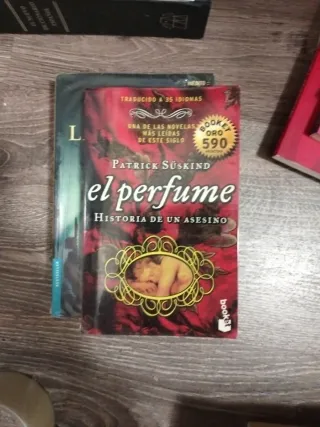 TRADUCIDO A 35 IDIOMAS
UNA DE LAS NOVELAS
MÁS LEÍDAS
DE ESTE SIGLO
BOOKET
ORO
590
PATRICK SÜSKIND
el perfume
HISTORIA DE UN ASESINO
booket
L